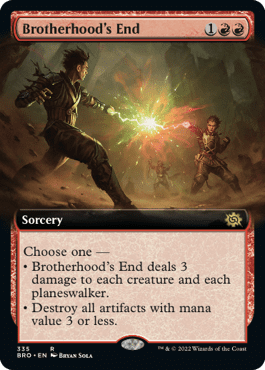 Brotherhood's End 1
Sorcery
Choose one —
• Brotherhood's End deals 3
damage to each creature and each
planeswalker.
• Destroy all artifacts with mana
value 3 or less.
335 R
BRO • EN BRYAN SOLA
™ & © 2022 Wizards of the Coast